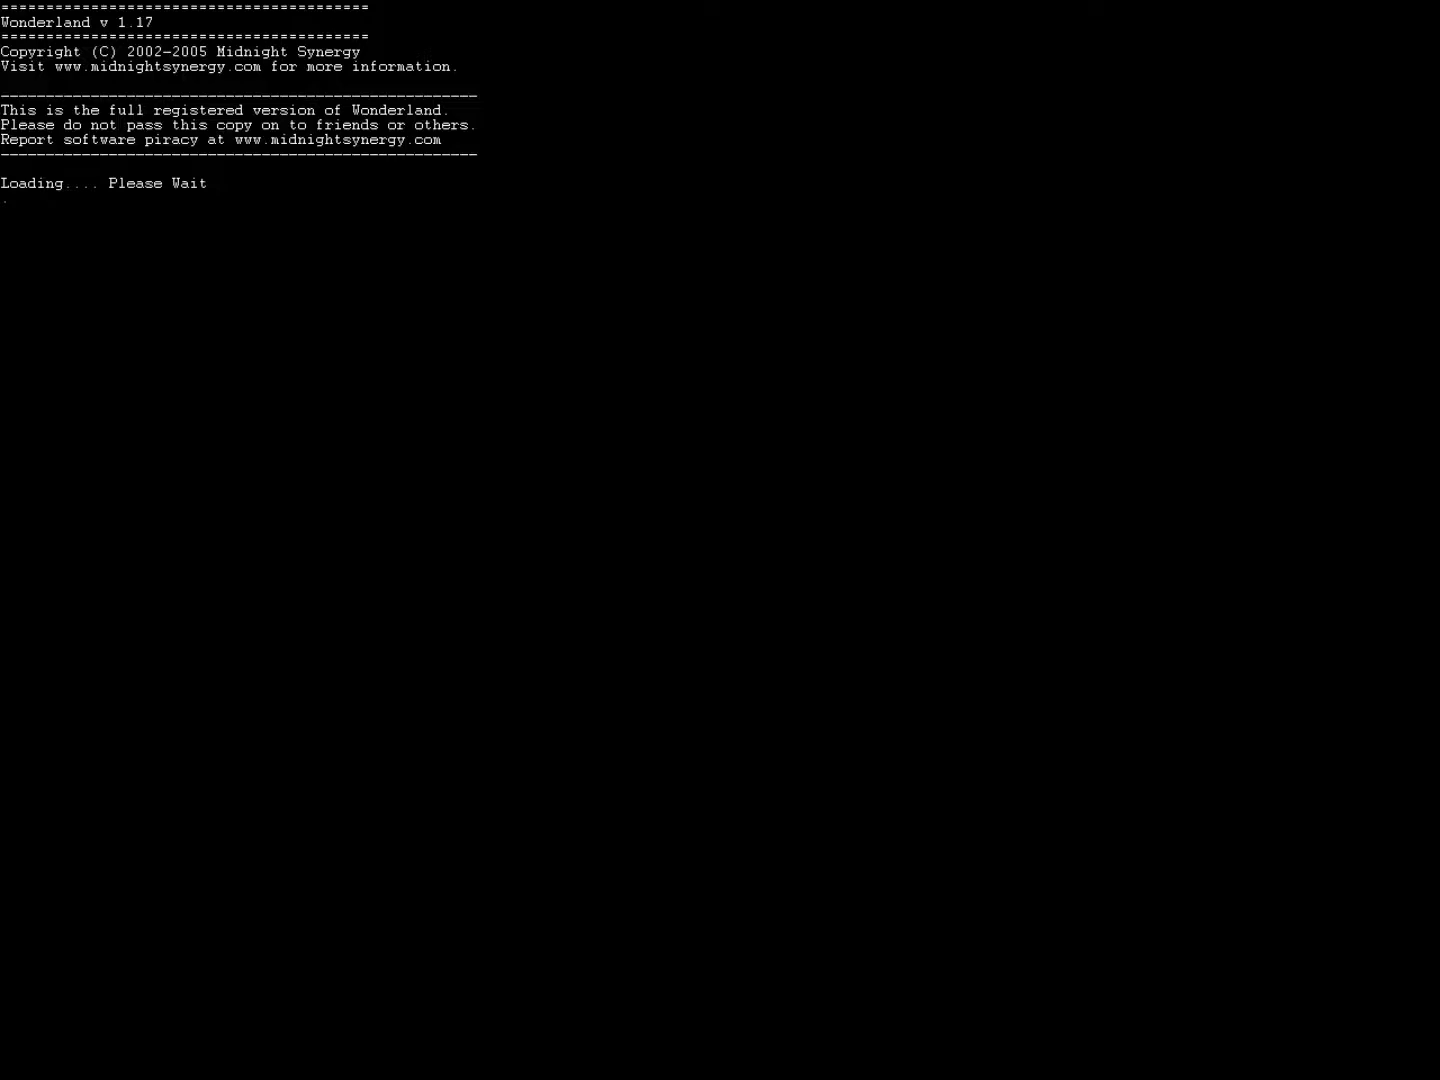 =========================================
Wonderland v 1.17
=========================================
Copyright (C) 2002-2005 Midnight Synergy
Visit www.midnightsynergy.com for more information.
-----------------------------------------------------
This is the full registered version of Wonderland.
Please do not pass this copy on to friends or others.
Report software piracy at www.midnightsynergy.com
-----------------------------------------------------
Loading.... Please Wait
.